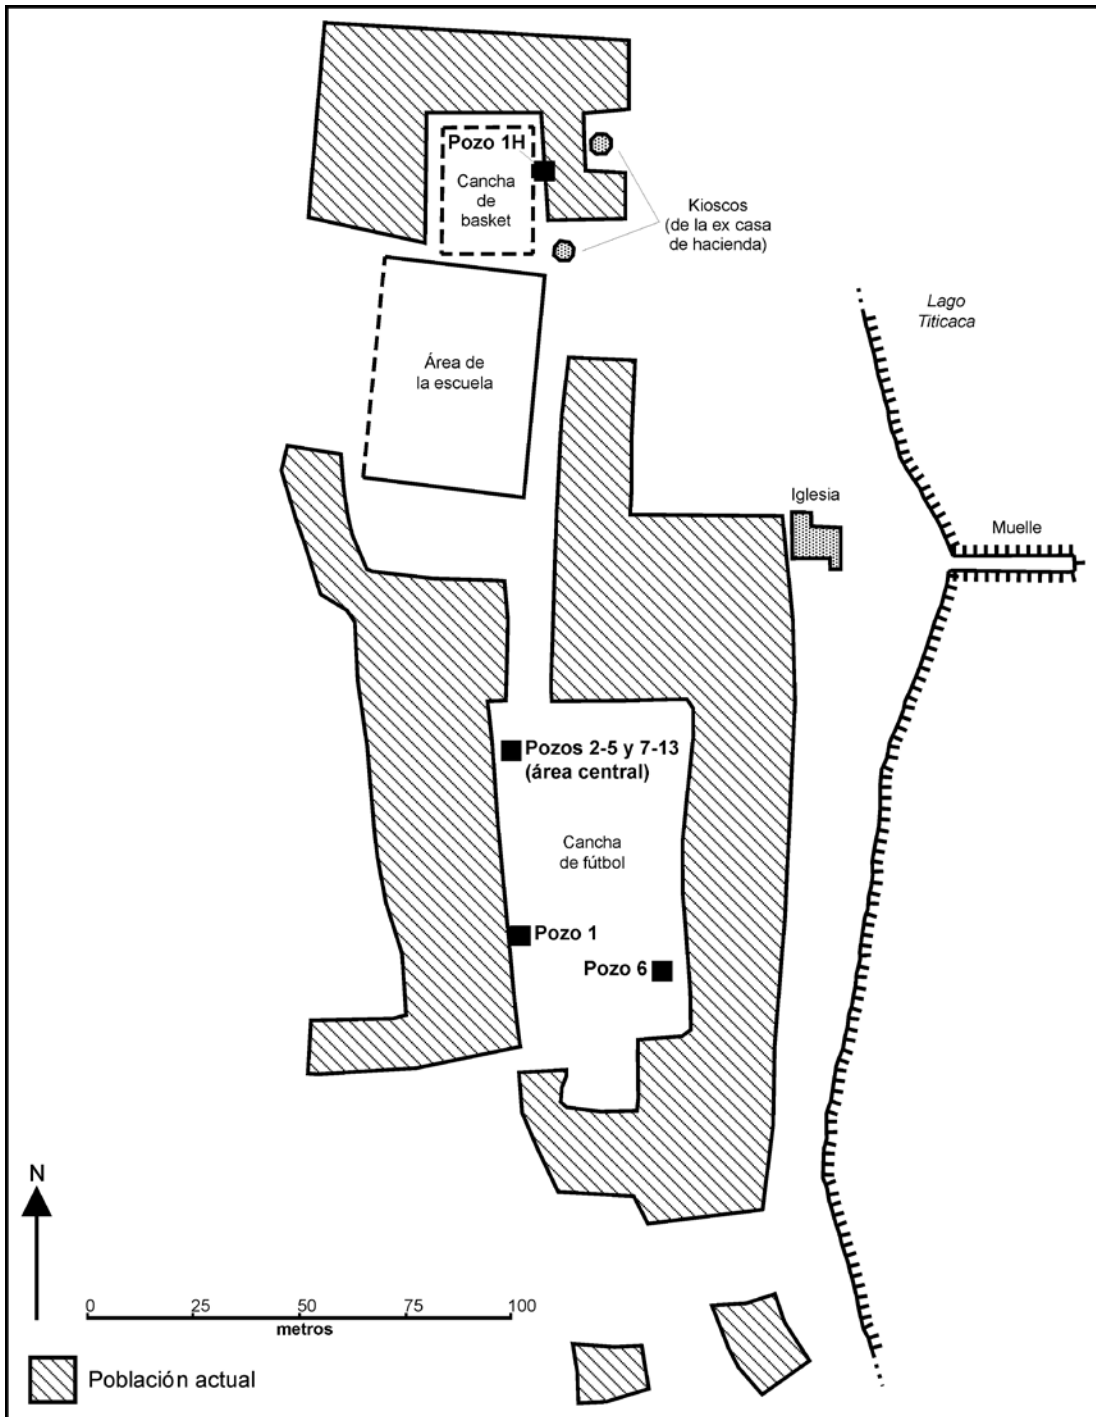 Pozo 1H
Cancha
de
basket
Kioscos
(de la ex casa
de hacienda)
Lago
Titicaca
Área de
la escuela
Iglesia
Muelle
Pozos 2-5 y 7-13
(área central)
Cancha
de fútbol
Pozo 1
Pozo 6
N
0 25 50 75 100
metros
Población actual